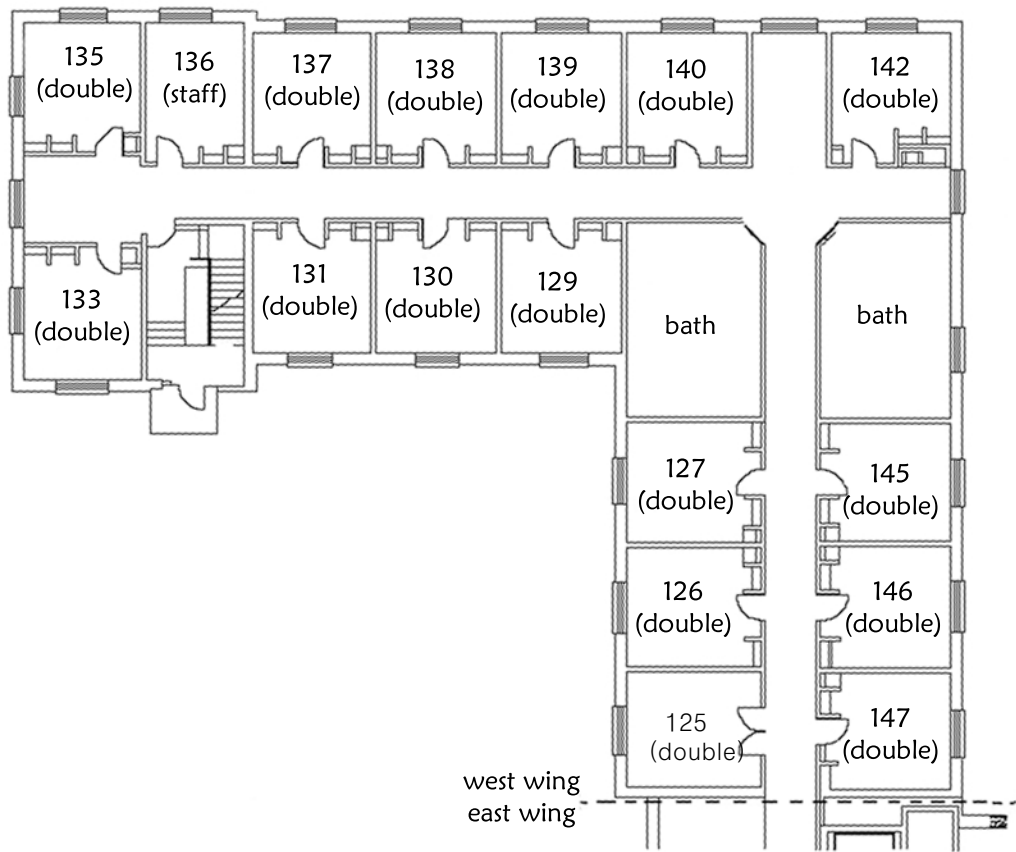 135
(double)
136
(staff)
137
(double)
138
(double)
139
(double)
140
(double)
142
(double)
133
(double)
131
(double)
130
(double)
129
(double)
bath
bath
127
(double)
145
(double)
126
(double)
146
(double)
125
(double)
147
(double)
west wing
east wing